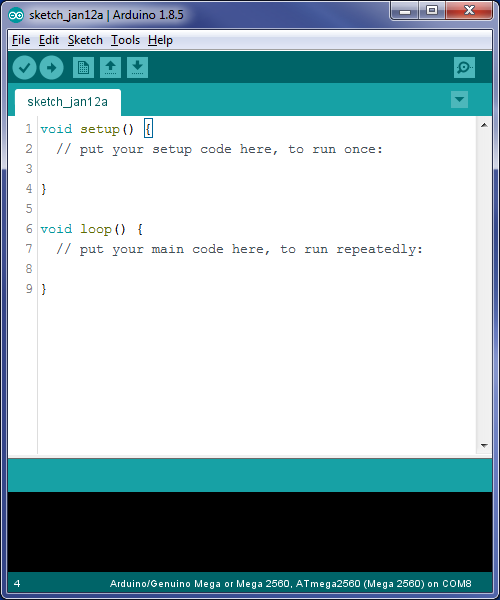 sketch_jan12a | Arduino 1.8.5
File Edit Sketch Tools Help
sketch_jan12a
1 void setup() {
2   // put your setup code here, to run once:
3
4 }
5
6 void loop() {
7   // put your main code here, to run repeatedly:
8
9 }
4 Arduino/Genuino Mega or Mega 2560, ATmega2560 (Mega 2560) on COM8